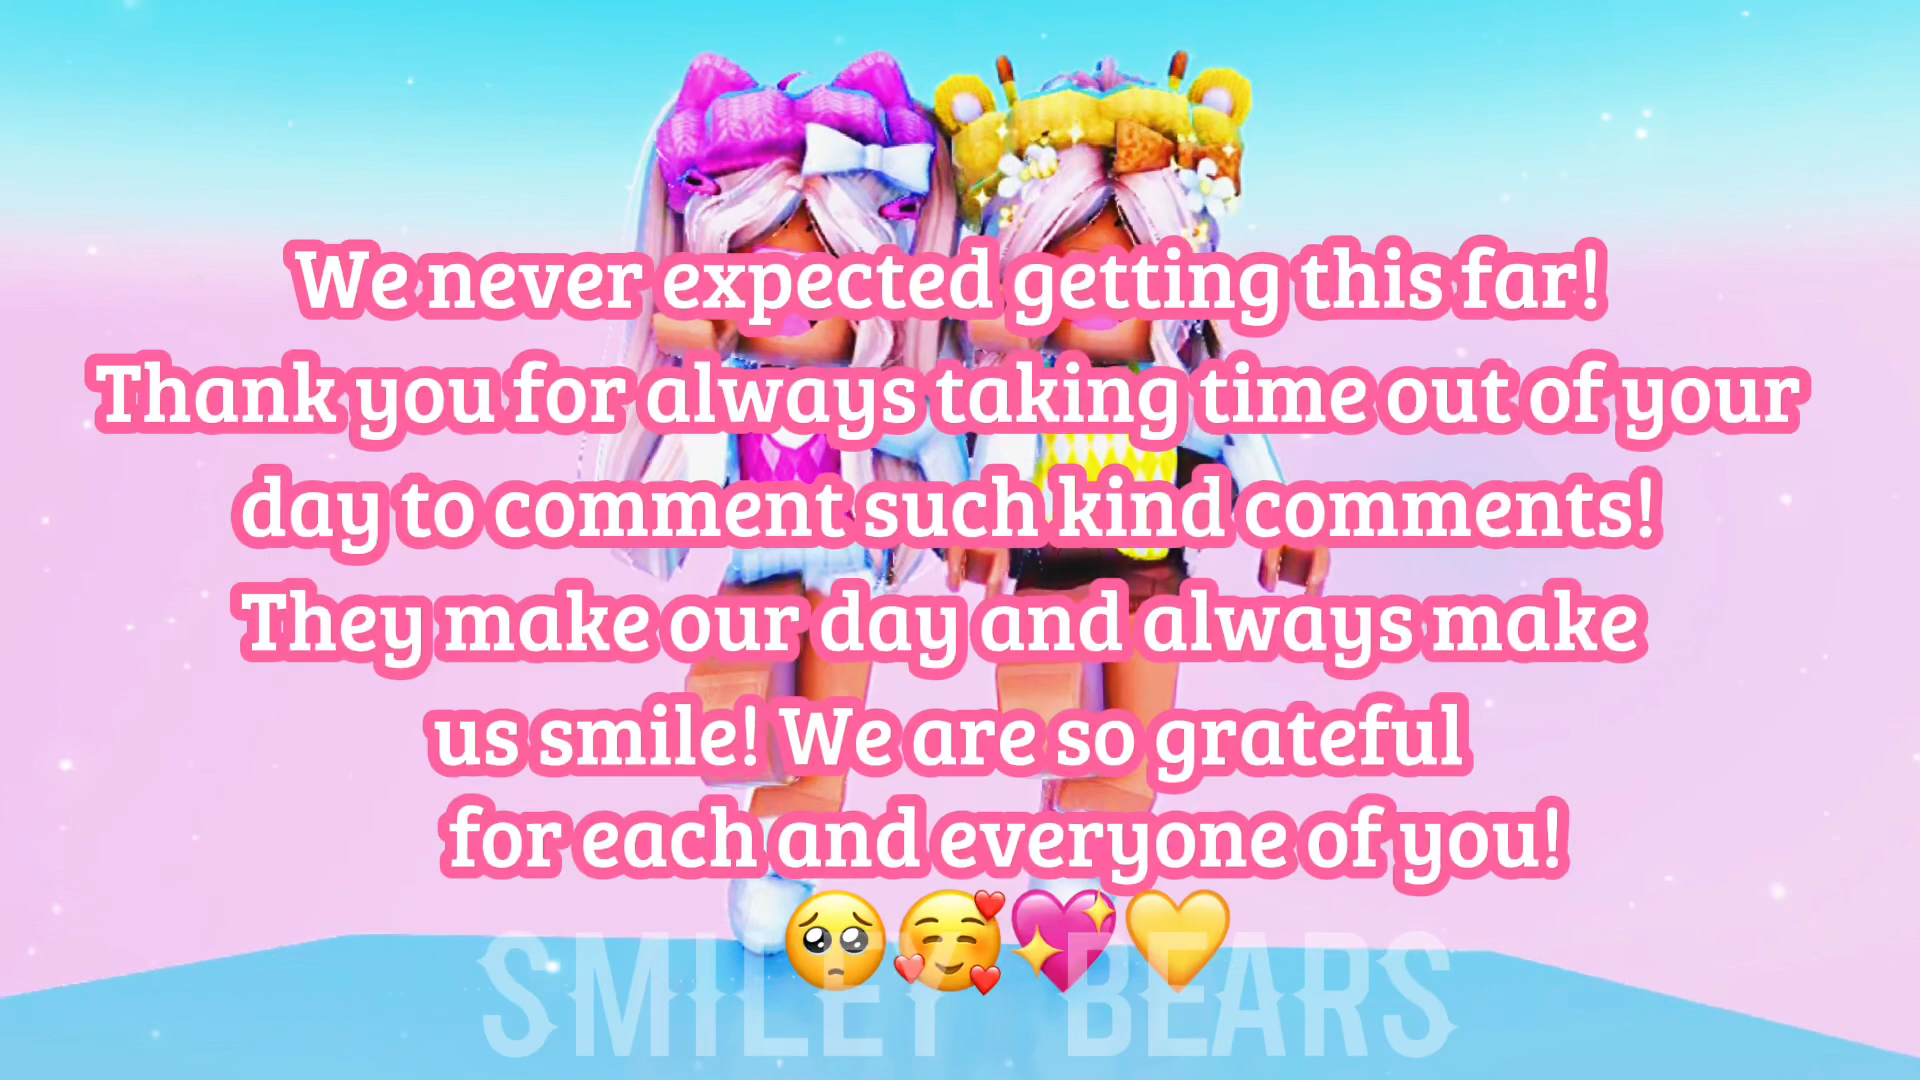 We never expected getting this far!
Thank you for always taking time out of your
day to comment such kind comments!
They make our day and always make
us smile! We are so grateful
for each and everyone of you!
🥺🥰💖💛
SMILEY BEARS